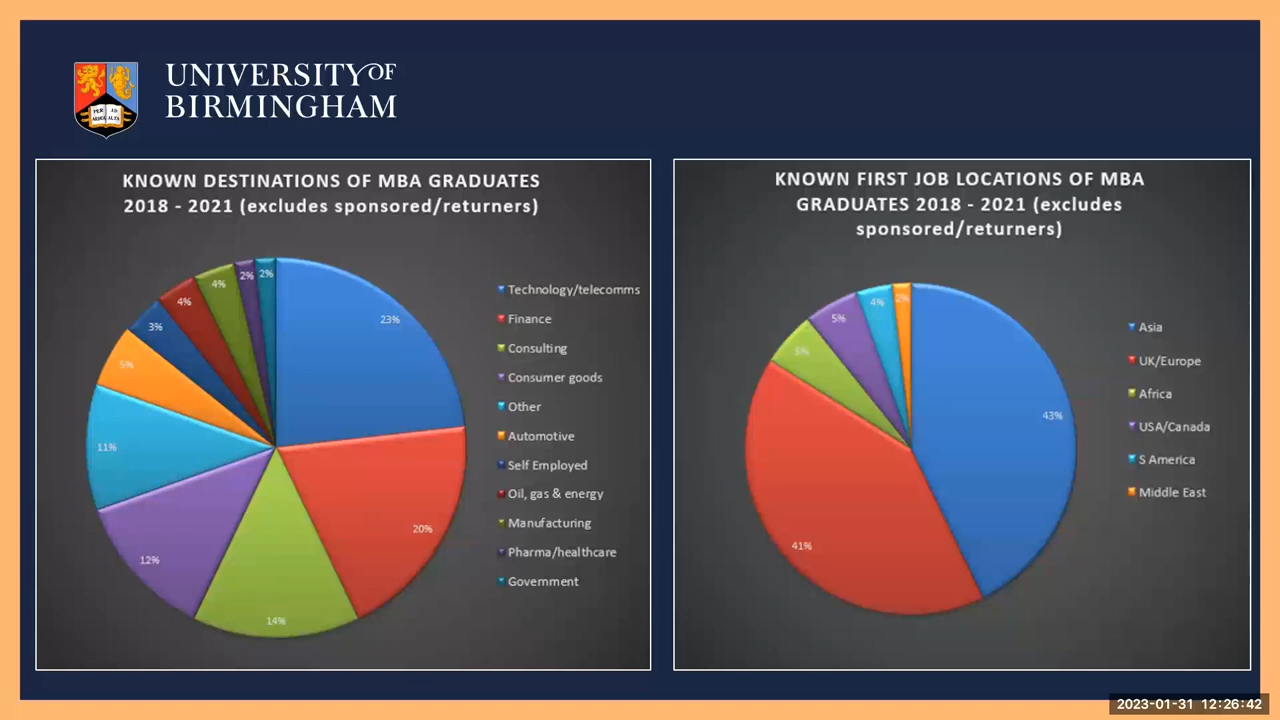 UNIVERSITY OF
BIRMINGHAM
KNOWN DESTINATIONS OF MBA GRADUATES
2018 - 2021 (excludes sponsored/returners)
23%
20%
14%
12%
11%
5%
3%
4%
4%
2%
2%
Technology/telecomms
Finance
Consulting
Consumer goods
Other
Automotive
Self Employed
Oil, gas & energy
Manufacturing
Pharma/healthcare
Government
KNOWN FIRST JOB LOCATIONS OF MBA
GRADUATES 2018 - 2021 (excludes
sponsored/returners)
43%
41%
5%
5%
4%
2%
Asia
UK/Europe
Africa
USA/Canada
S America
Middle East
2023-01-31 12:26:42